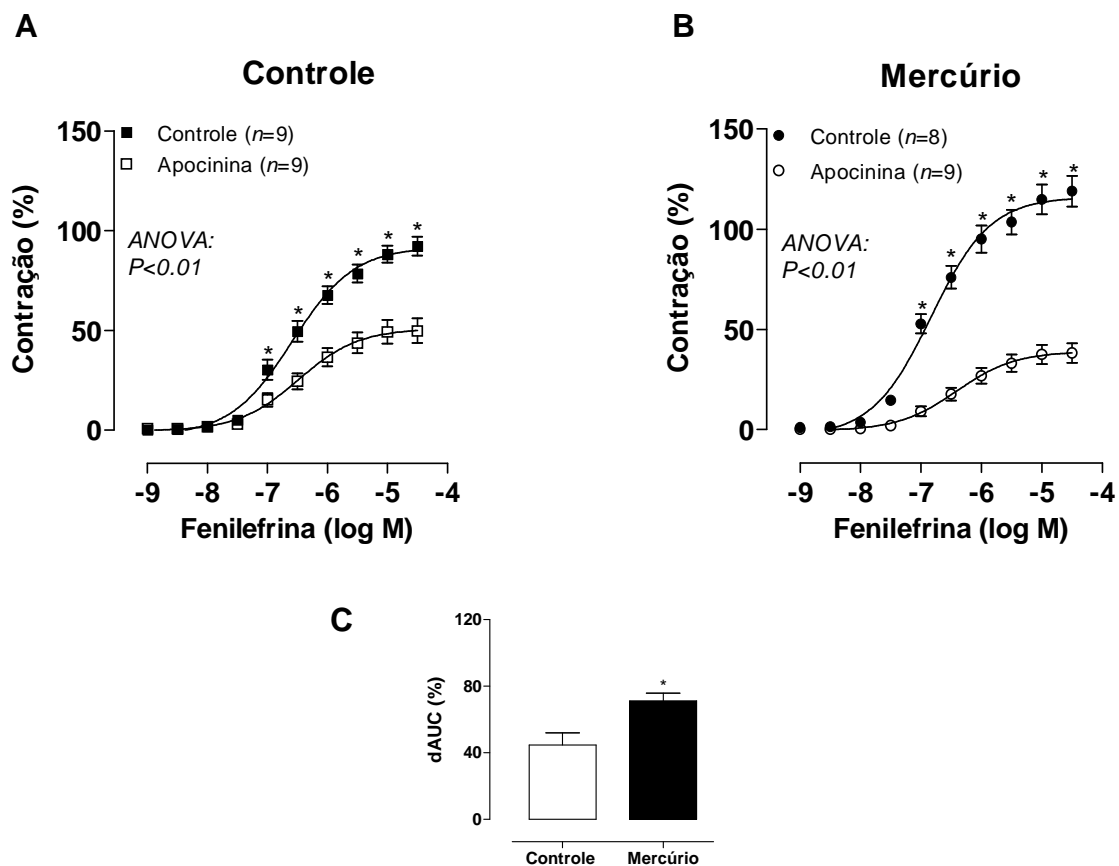 A
Controle
150
100
50
0
Contração (%)
Controle (n=9)
Apocinina (n=9)
ANOVA:
P<0.01
* * * * * *
-9 -8 -7 -6 -5 -4
Fenilefrina (log M)
B
Mercúrio
150
100
50
0
Contração (%)
Controle (n=8)
Apocinina (n=9)
ANOVA:
P<0.01
* * * * * *
-9 -8 -7 -6 -5 -4
Fenilefrina (log M)
C
120
80
40
0
dAUC (%)
*
Controle Mercúrio